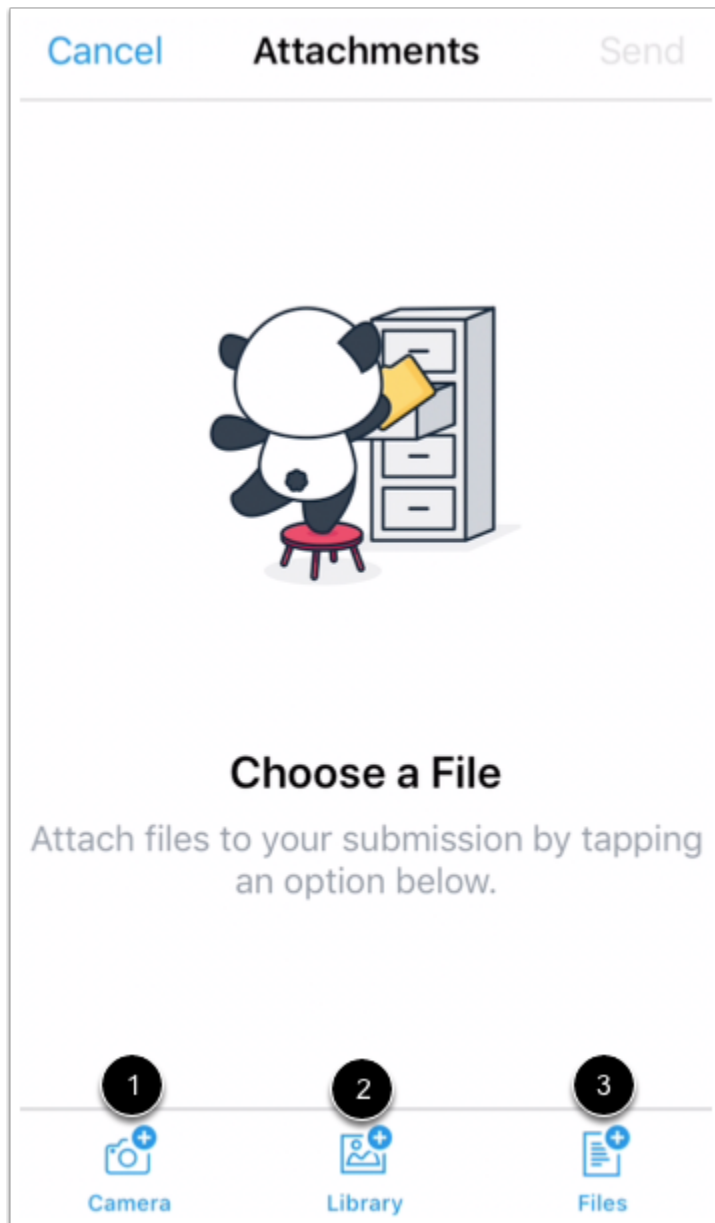 Cancel Attachments Send
Choose a File
Attach files to your submission by tapping
an option below.
1 2 3
Camera Library Files